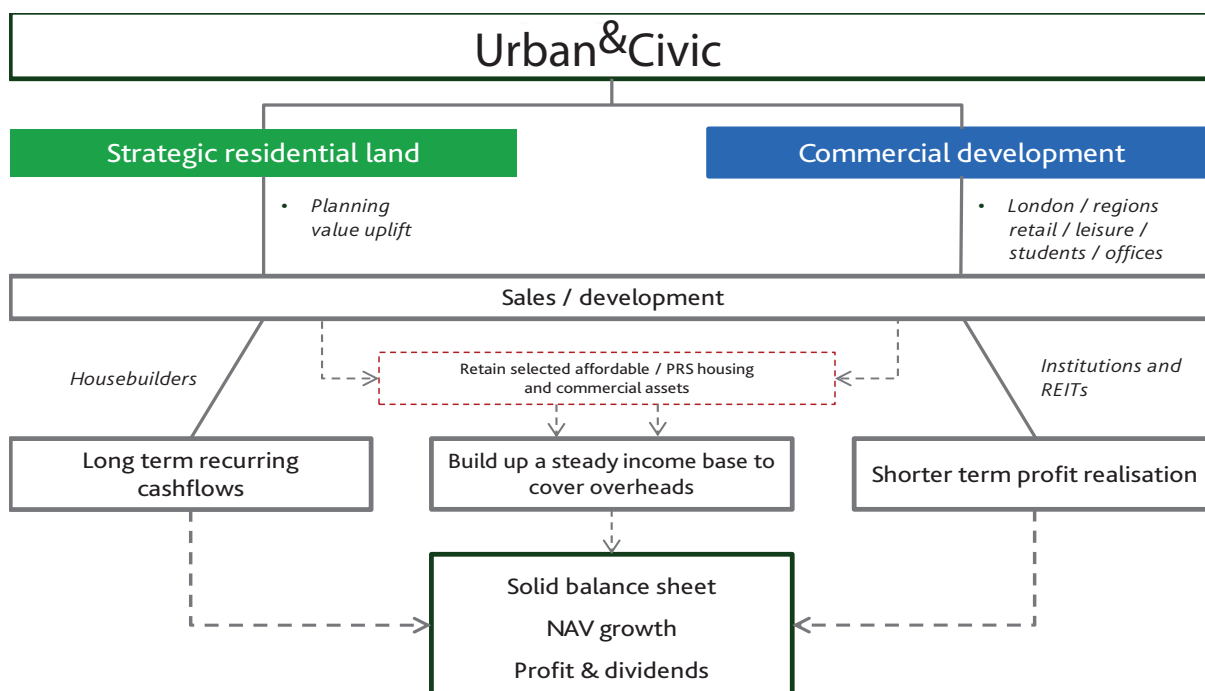 Urban&Civic
Strategic residential land
Commercial development
• Planning
value uplift
• London / regions
retail / leisure /
students / offices
Sales / development
Housebuilders
Retain selected affordable / PRS housing
and commercial assets
Institutions and
REITs
Long term recurring
cashflows
Build up a steady income base to
cover overheads
Shorter term profit realisation
Solid balance sheet
NAV growth
Profit & dividends